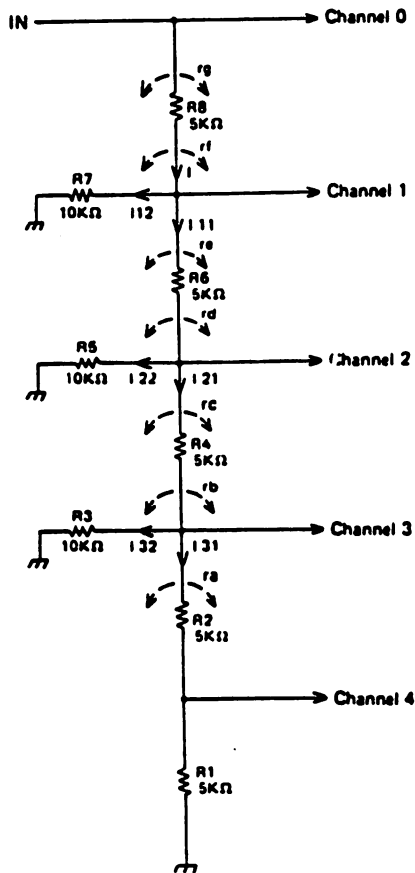 IN Channel 0
rg
R8
5KΩ
rf
I
R7
10KΩ
I12
Channel 1
I11
re
R6
5KΩ
rd
R5
10KΩ
I22
I21
Channel 2
rc
R4
5KΩ
rb
R3
10KΩ
I32
I31
Channel 3
ra
R2
5KΩ
Channel 4
R1
5KΩ